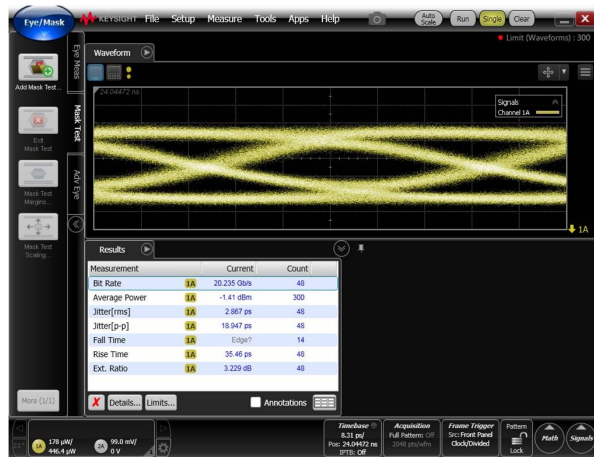 Eye/Mask
KEYSIGHT File Setup Measure Tools Apps Help
Auto Scale
Run
Single
Clear
Limit (Waveforms) : 300
Eye Meas
Mask Test
Adv Eye
Add Mask Test...
Exit
Mask Test
Mask Test
Margins...
Mask Test
Scaling...
More (1/1)
Waveform
24.04472 ns
Signals
Channel 1A
1A
Results
Measurement Current Count
Bit Rate 1A 20.235 Gb/s 48
Average Power 1A -1.41 dBm 300
Jitter[rms] 1A 2.867 ps 48
Jitter[p-p] 1A 18.947 ps 48
Fall Time 1A Edge? 14
Rise Time 1A 35.46 ps 48
Ext. Ratio 1A 3.229 dB 48
Details... Limits... Annotations
1A 178 µW/
446.4 µW
2A 99.0 mV/
0 V
Timebase
8.31 ps/
Pos: 24.04472 ns
IPTB: Off
Acquisition
Full Pattern: Off
2048 pts/wfm
Frame Trigger
Src: Front Panel
Clock/Divided
Pattern
Lock
Math
Signals